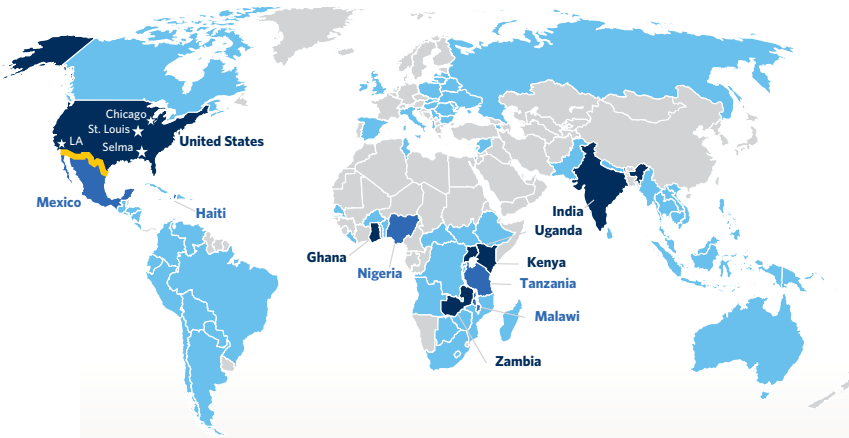 Chicago
St. Louis
LA
Selma
United States
Mexico
Haiti
Ghana
Nigeria
India
Uganda
Kenya
Tanzania
Malawi
Zambia